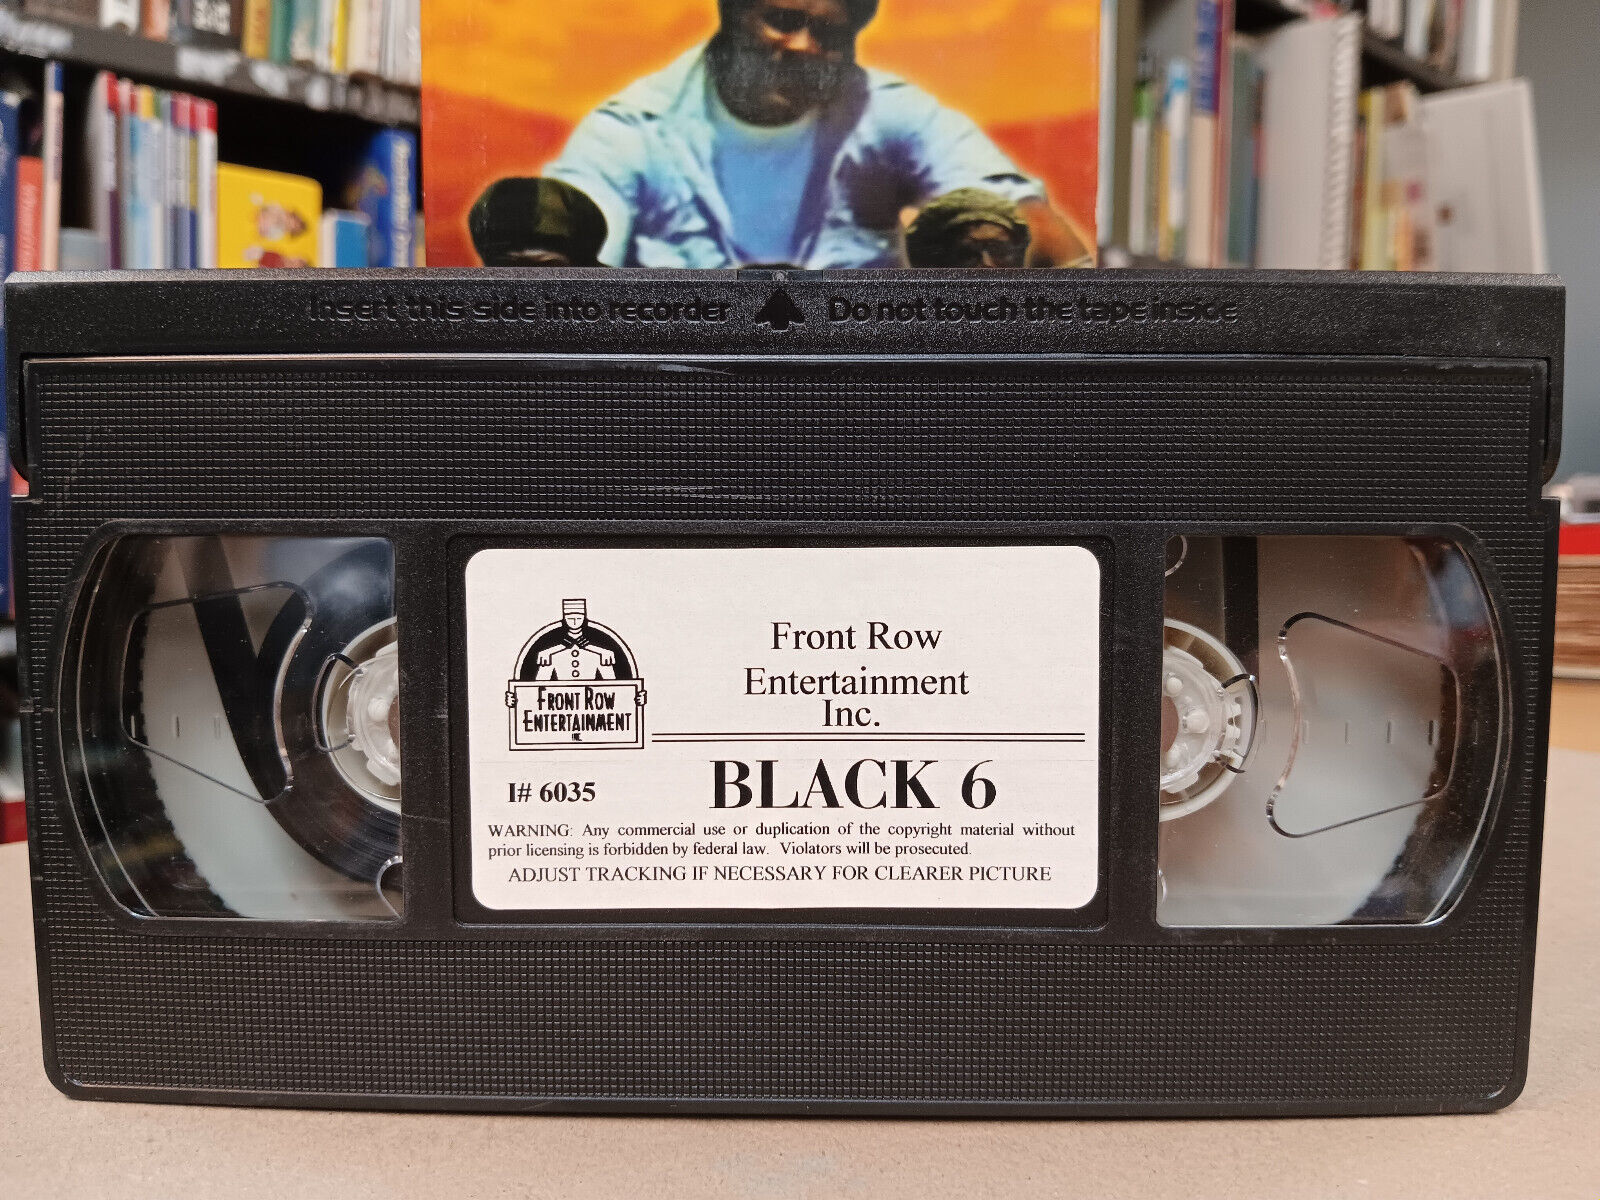 Insert this side into recorder Do not touch the tape inside
FRONT ROW
ENTERTAINMENT
INC.
Front Row
Entertainment
Inc.
I# 6035
BLACK 6
WARNING: Any commercial use or duplication of the copyright material without
prior licensing is forbidden by federal law. Violators will be prosecuted.
ADJUST TRACKING IF NECESSARY FOR CLEARER PICTURE